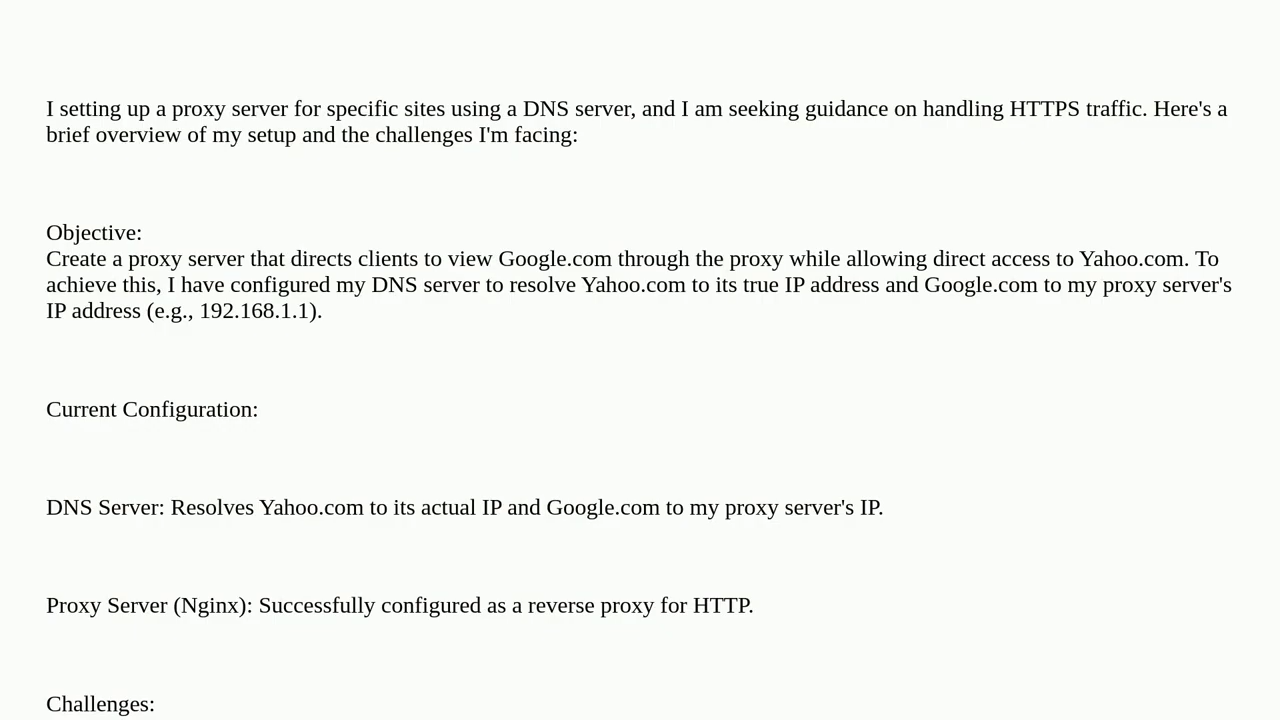 I setting up a proxy server for specific sites using a DNS server, and I am seeking guidance on handling HTTPS traffic. Here's a
brief overview of my setup and the challenges I'm facing:
Objective:
Create a proxy server that directs clients to view Google.com through the proxy while allowing direct access to Yahoo.com. To
achieve this, I have configured my DNS server to resolve Yahoo.com to its true IP address and Google.com to my proxy server's
IP address (e.g., 192.168.1.1).
Current Configuration:
DNS Server: Resolves Yahoo.com to its actual IP and Google.com to my proxy server's IP.
Proxy Server (Nginx): Successfully configured as a reverse proxy for HTTP.
Challenges: